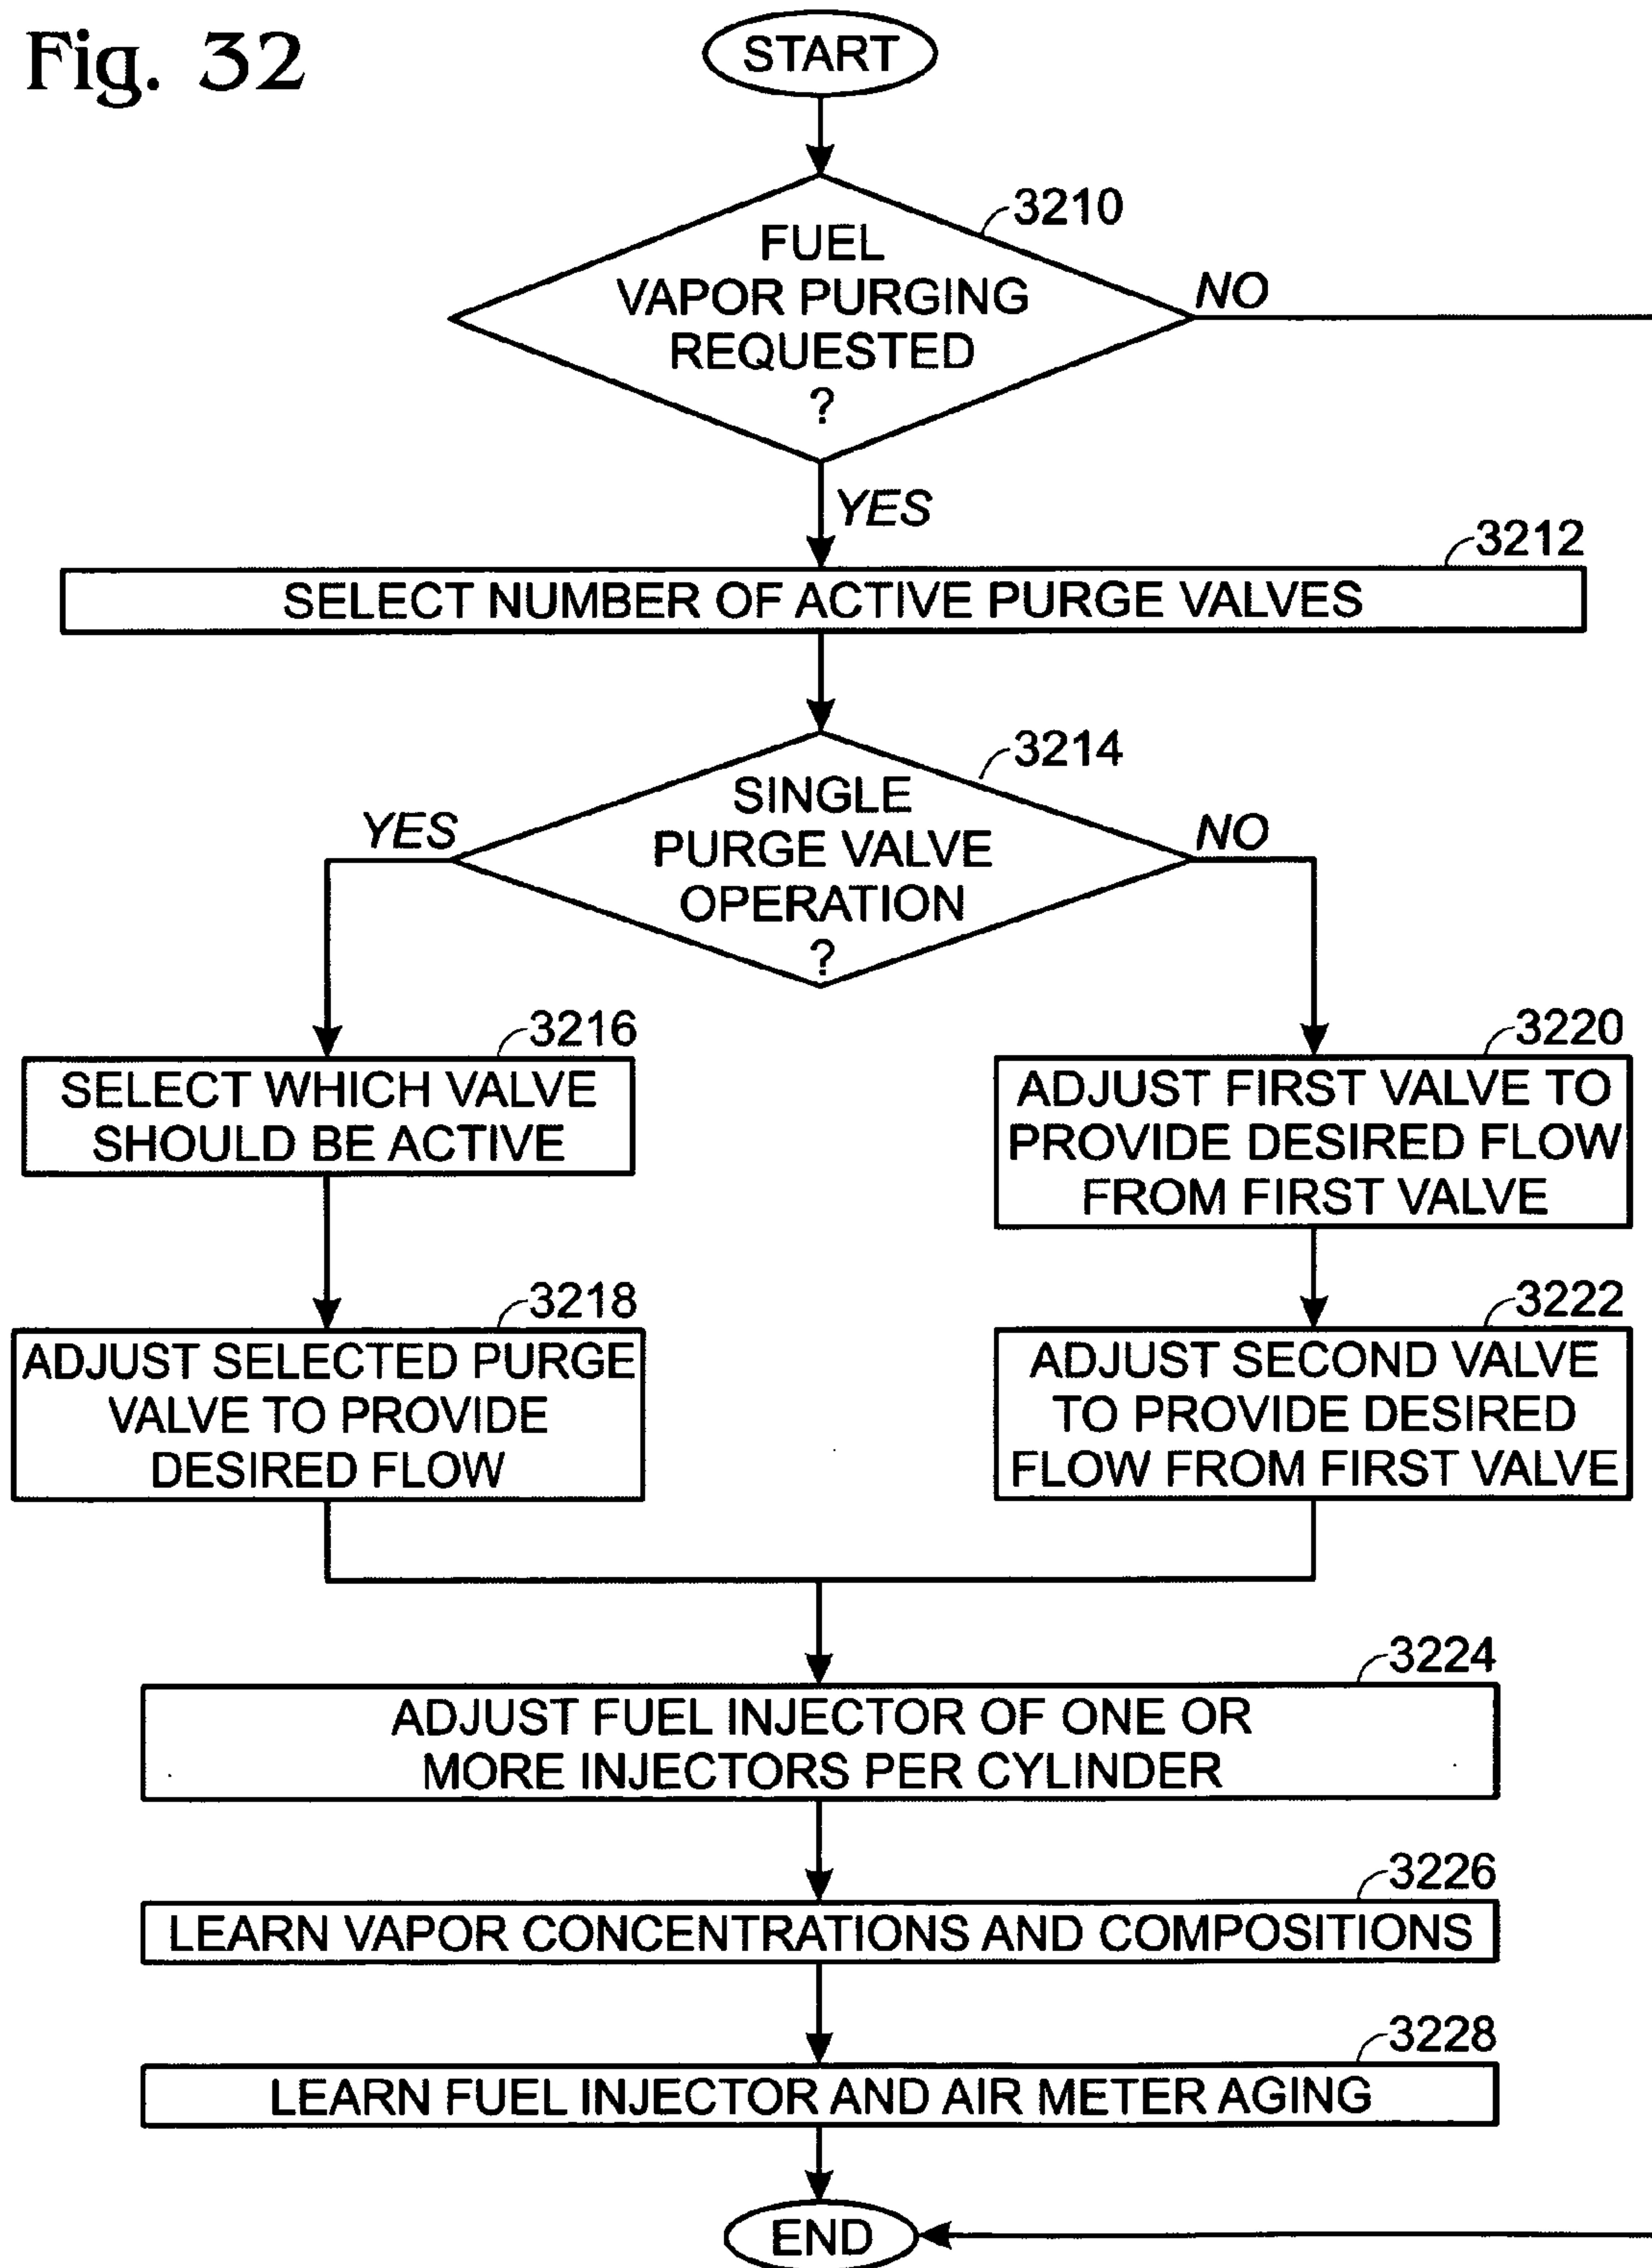 Fig. 32
START
3210
FUEL
VAPOR PURGING
REQUESTED
?
NO
YES
3212
SELECT NUMBER OF ACTIVE PURGE VALVES
3214
SINGLE
PURGE VALVE
OPERATION
?
YES
NO
3216
SELECT WHICH VALVE
SHOULD BE ACTIVE
3218
ADJUST SELECTED PURGE
VALVE TO PROVIDE
DESIRED FLOW
3220
ADJUST FIRST VALVE TO
PROVIDE DESIRED FLOW
FROM FIRST VALVE
3222
ADJUST SECOND VALVE
TO PROVIDE DESIRED
FLOW FROM FIRST VALVE
3224
ADJUST FUEL INJECTOR OF ONE OR
MORE INJECTORS PER CYLINDER
3226
LEARN VAPOR CONCENTRATIONS AND COMPOSITIONS
3228
LEARN FUEL INJECTOR AND AIR METER AGING
END